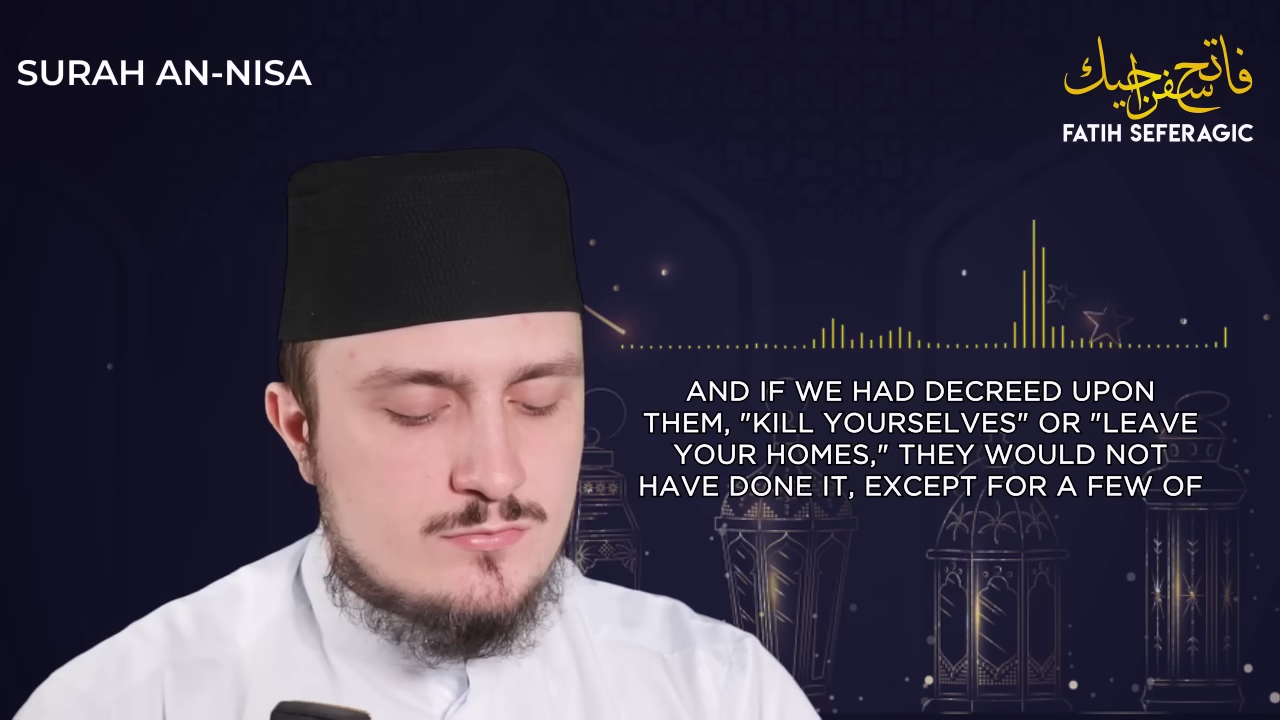 SURAH AN-NISA
فاتح سفراجيك
FATIH SEFERAGIC
AND IF WE HAD DECREED UPON
THEM, "KILL YOURSELVES" OR "LEAVE
YOUR HOMES," THEY WOULD NOT
HAVE DONE IT, EXCEPT FOR A FEW OF